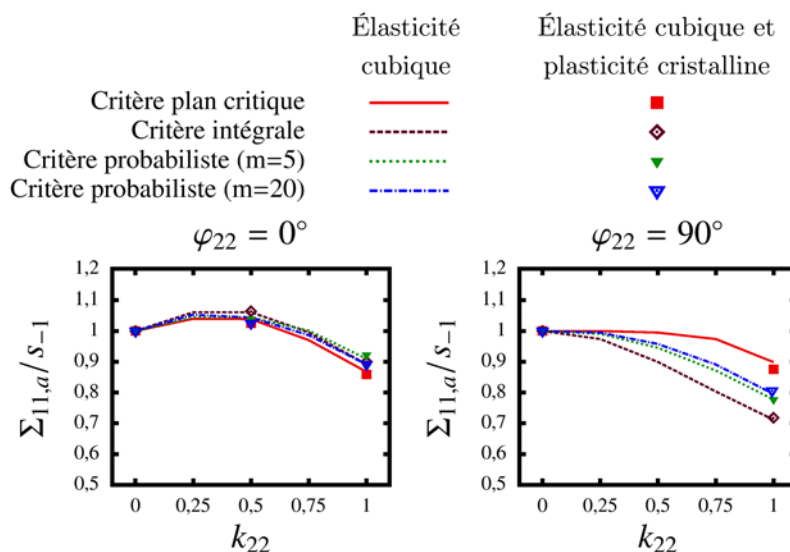 Élasticité cubique
Élasticité cubique et plasticité cristalline
Critère plan critique
Critère intégrale
Critère probabiliste (m=5)
Critère probabiliste (m=20)
φ₂₂ = 0°
1,2
1,1
1
0,9
0,8
0,7
0,6
0,5
Σ₁₁,ₐ/s₋₁
0 0,25 0,5 0,75 1
k₂₂
φ₂₂ = 90°
1,2
1,1
1
0,9
0,8
0,7
0,6
0,5
Σ₁₁,ₐ/s₋₁
0 0,25 0,5 0,75 1
k₂₂